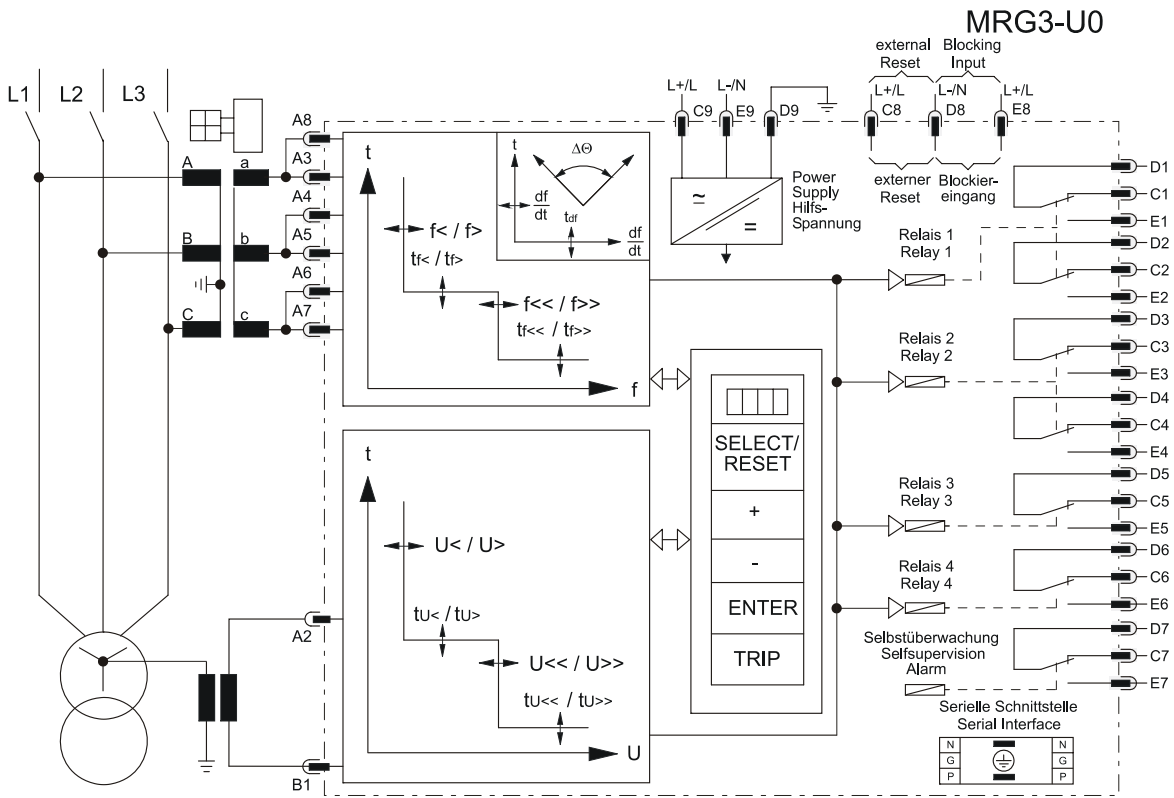 MRG3-U0
external
Reset
Blocking
Input
L+/L
L-/N
L+/L
L-/N
L+/L
C9
E9
D9
C8
D8
E8
externer
Reset
Blockier-
eingang
Power
Supply
Hilfs-
Spannung
≃
=
L1
L2
L3
A
a
B
b
C
c
A8
A3
A4
A5
A6
A7
A2
B1
t
f< / f>
tf< / tf>
f<< / f>>
tf<< / tf>>
f
t
ΔΘ
df
dt
tdf
df
dt
t
U< / U>
tU< / tU>
U<< / U>>
tU<< / tU>>
U
SELECT/
RESET
+
-
ENTER
TRIP
Relais 1
Relay 1
Relais 2
Relay 2
Relais 3
Relay 3
Relais 4
Relay 4
Selbstüberwachung
Selfsupervision
Alarm
D1
C1
E1
D2
C2
E2
D3
C3
E3
D4
C4
E4
D5
C5
E5
D6
C6
E6
D7
C7
E7
Serielle Schnittstelle
Serial Interface
N
G
P
N
G
P